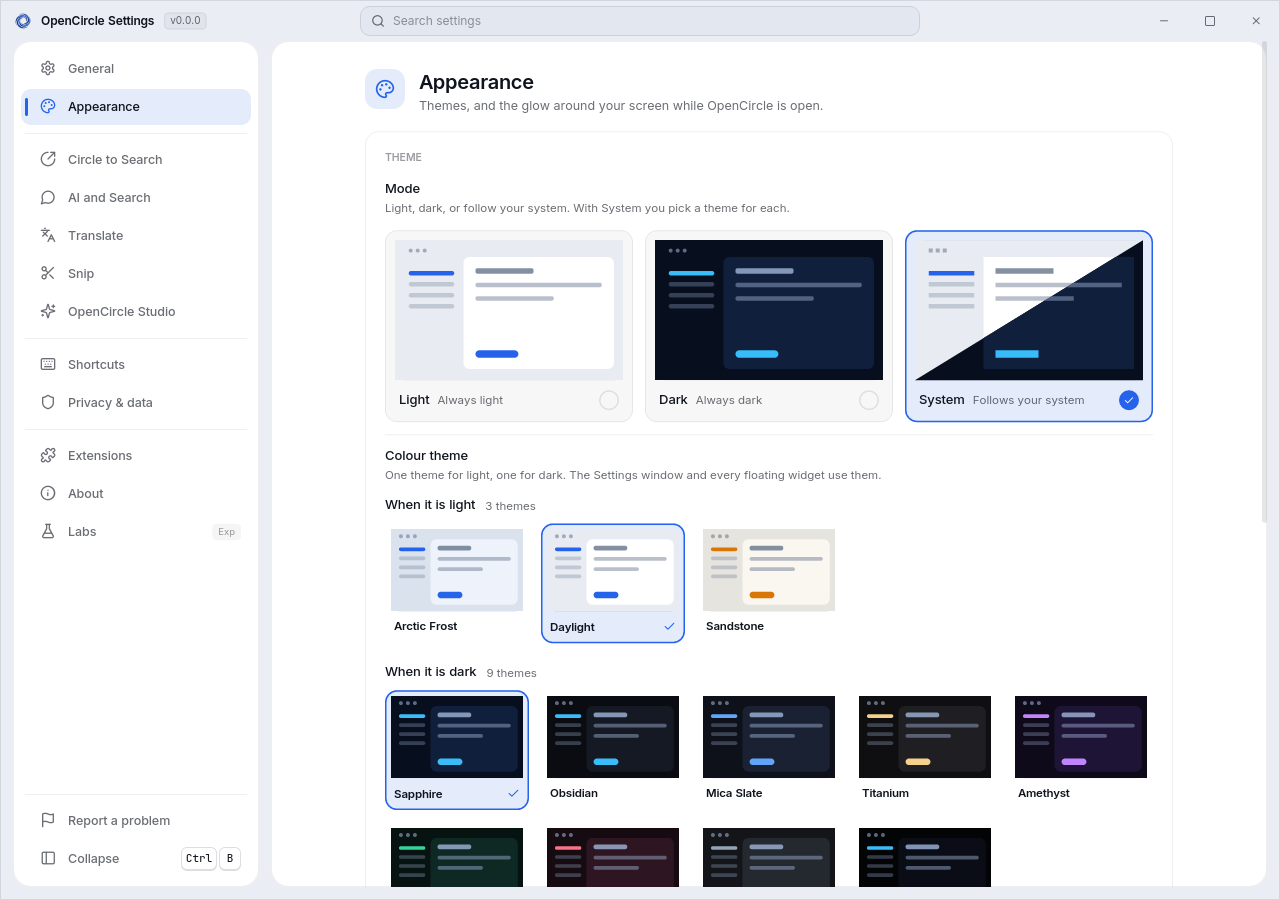 OpenCircle Settings v0.0.0
Search settings
General
Appearance
Circle to Search
AI and Search
Translate
Snip
OpenCircle Studio
Shortcuts
Privacy & data
Extensions
About
Labs Exp
Report a problem
Collapse Ctrl B
Appearance
Themes, and the glow around your screen while OpenCircle is open.
THEME
Mode
Light, dark, or follow your system. With System you pick a theme for each.
Light Always light
Dark Always dark
System Follows your system
Colour theme
One theme for light, one for dark. The Settings window and every floating widget use them.
When it is light 3 themes
Arctic Frost
Daylight
Sandstone
When it is dark 9 themes
Sapphire
Obsidian
Mica Slate
Titanium
Amethyst